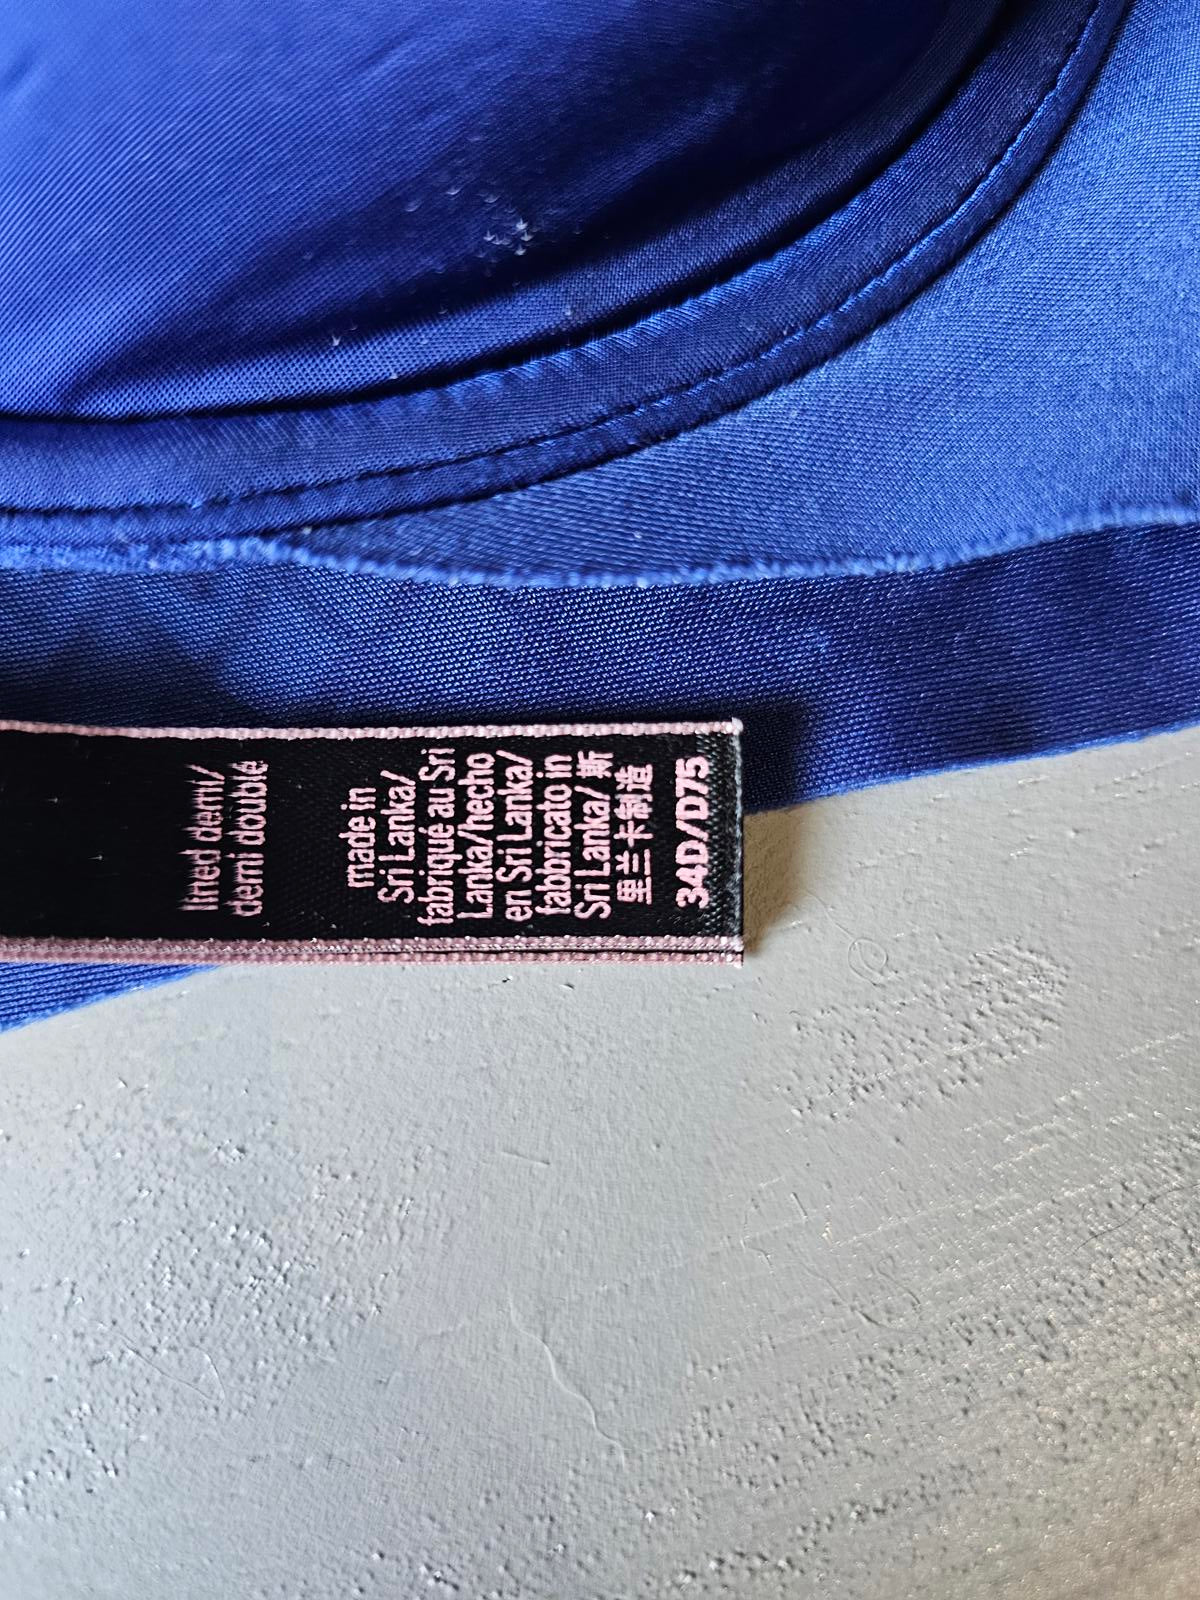 lined demi/
demi doublé
made in
Sri Lanka/
fabriqué au Sri
Lanka/hecho
en Sri Lanka/
fabbricato in
Sri Lanka/ 斯
里兰卡制造
34D/D75